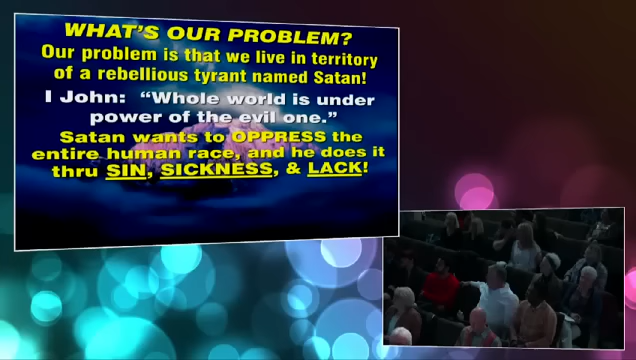 WHAT'S OUR PROBLEM?
Our problem is that we live in territory
of a rebellious tyrant named Satan!
I John: “Whole world is under
power of the evil one.”
Satan wants to OPPRESS the
entire human race, and he does it
thru SIN, SICKNESS, & LACK!